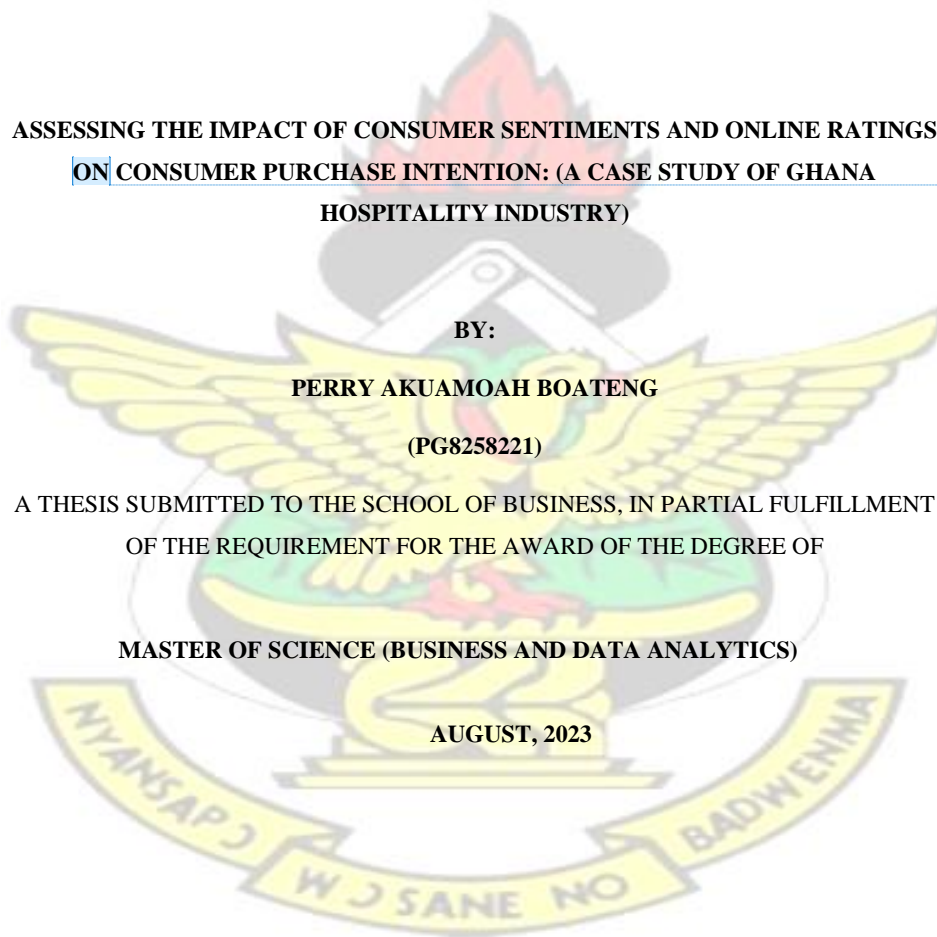 ASSESSING THE IMPACT OF CONSUMER SENTIMENTS AND ONLINE RATINGS
ON CONSUMER PURCHASE INTENTION: (A CASE STUDY OF GHANA
HOSPITALITY INDUSTRY)
BY:
PERRY AKUAMOAH BOATENG
(PG8258221)
A THESIS SUBMITTED TO THE SCHOOL OF BUSINESS, IN PARTIAL FULFILLMENT
OF THE REQUIREMENT FOR THE AWARD OF THE DEGREE OF
MASTER OF SCIENCE (BUSINESS AND DATA ANALYTICS)
AUGUST, 2023
NYANSAPƆ
WƆSANE NO
BADWENMA